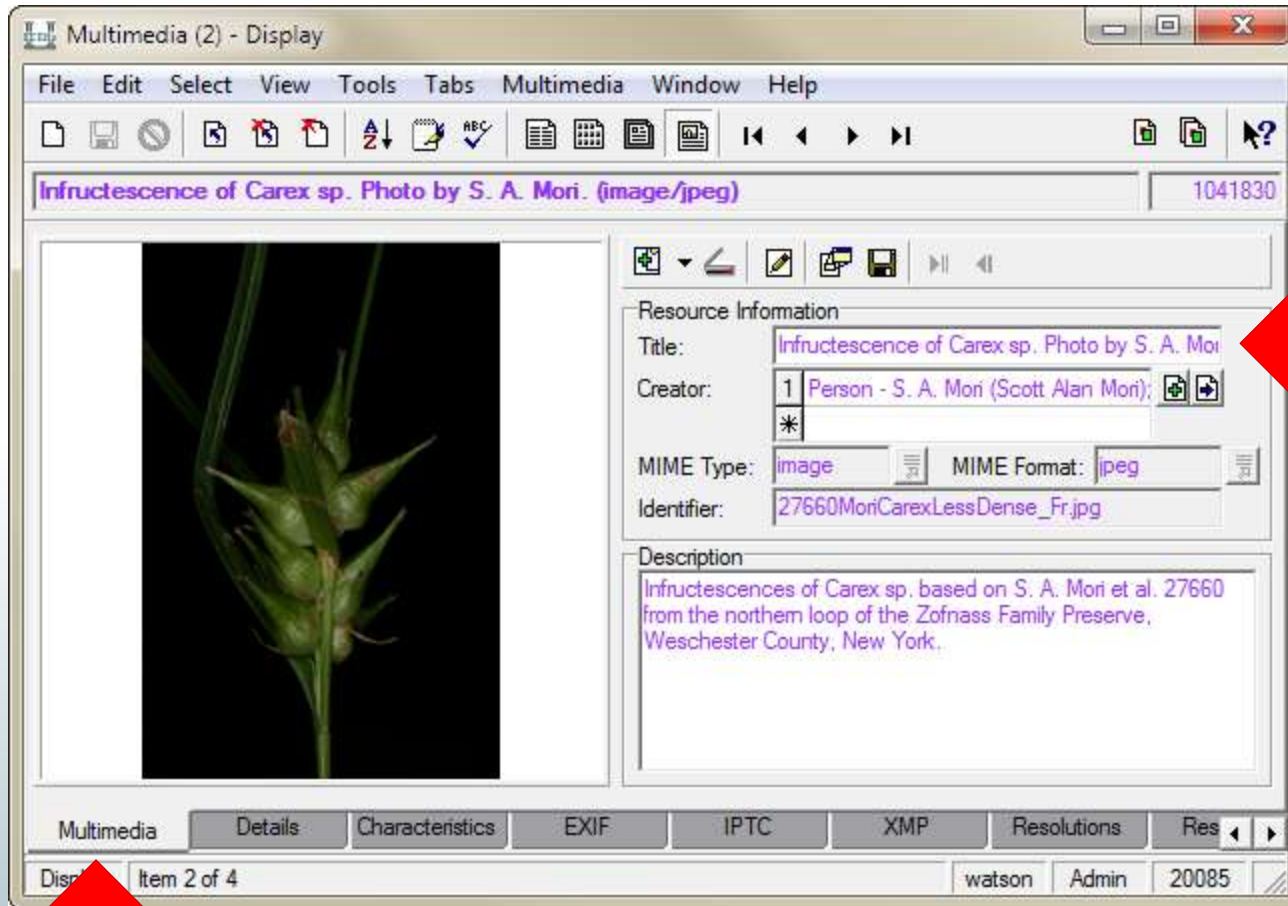 Multimedia (2) - Display
File Edit Select View Tools Tabs Multimedia Window Help
Infructescence of Carex sp. Photo by S. A. Mori. (image/jpeg) 1041830
Resource Information
Title: Infructescence of Carex sp. Photo by S. A. Mori
Creator: 1 Person - S. A. Mori (Scott Alan Mori);
MIME Type: image MIME Format: jpeg
Identifier: 27660MoriCarexLessDense_Fr.jpg
Description
Infructescences of Carex sp. based on S. A. Mori et al. 27660
from the northern loop of the Zofnass Family Preserve,
Weschester County, New York.
Multimedia Details Characteristics EXIF IPTC XMP Resolutions Res
Item 2 of 4 watson Admin 20085